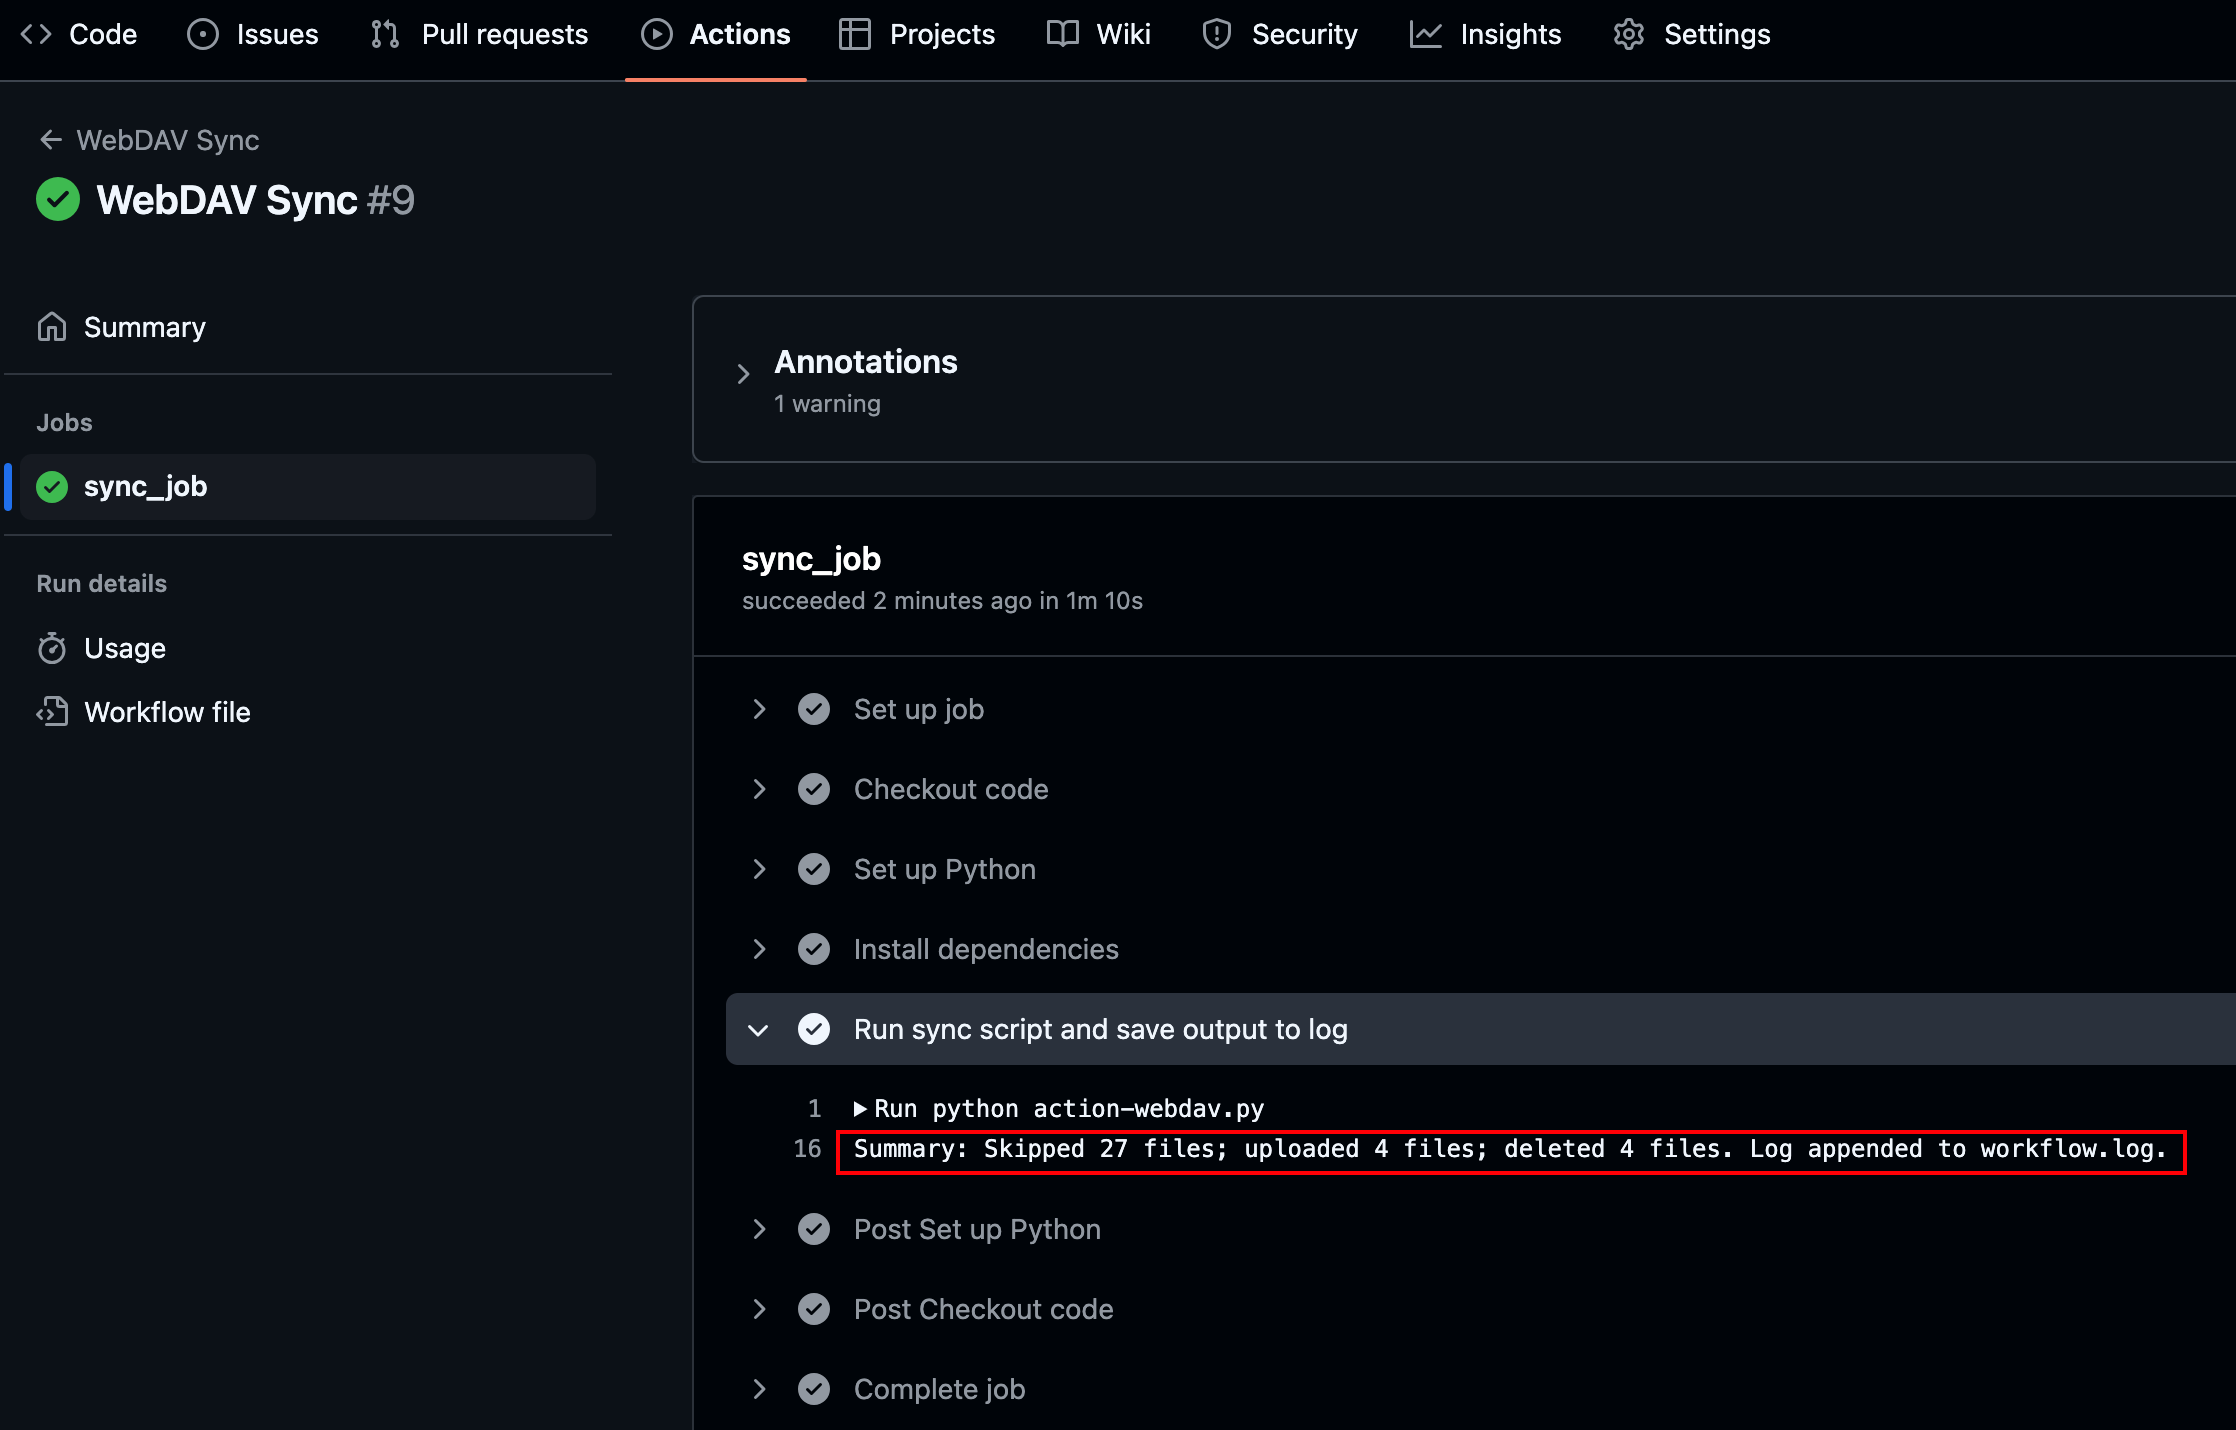 Code Issues Pull requests Actions Projects Wiki Security Insights Settings
WebDAV Sync
WebDAV Sync #9
Summary
Jobs
sync_job
Run details
Usage
Workflow file
Annotations
1 warning
sync_job
succeeded 2 minutes ago in 1m 10s
Set up job
Checkout code
Set up Python
Install dependencies
Run sync script and save output to log
1 Run python action-webdav.py
16 Summary: Skipped 27 files; uploaded 4 files; deleted 4 files. Log appended to workflow.log.
Post Set up Python
Post Checkout code
Complete job